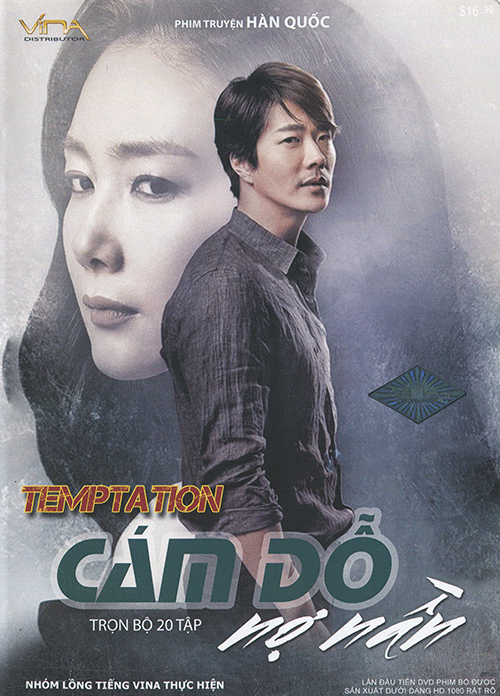 VINA
DISTRIBUTOR
PHIM TRUYỆN HÀN QUỐC
$16.99
TEMPTATION
CÁM DỖ
nợ nần
TRỌN BỘ 20 TẬP
NHÓM LỒNG TIẾNG VINA THỰC HIỆN
LẦN ĐẦU TIÊN DVD PHIM BỘ ĐƯỢC
SẢN XUẤT DƯỚI DẠNG HD 1080 RẤT RÕ